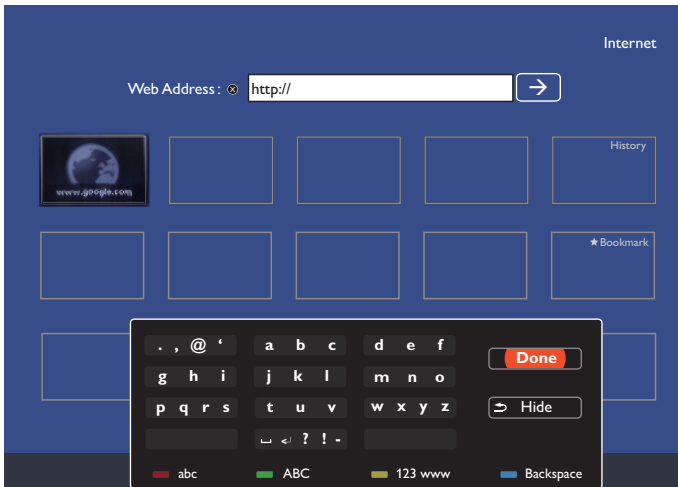 Internet
Web Address : http://
www.google.com
History
★ Bookmark
. , @ ‘ a b c d e f
Done
g h i j k l m n o
p q r s t u v w x y z Hide
␣ ↲ ? ! -
abc ABC 123 www Backspace